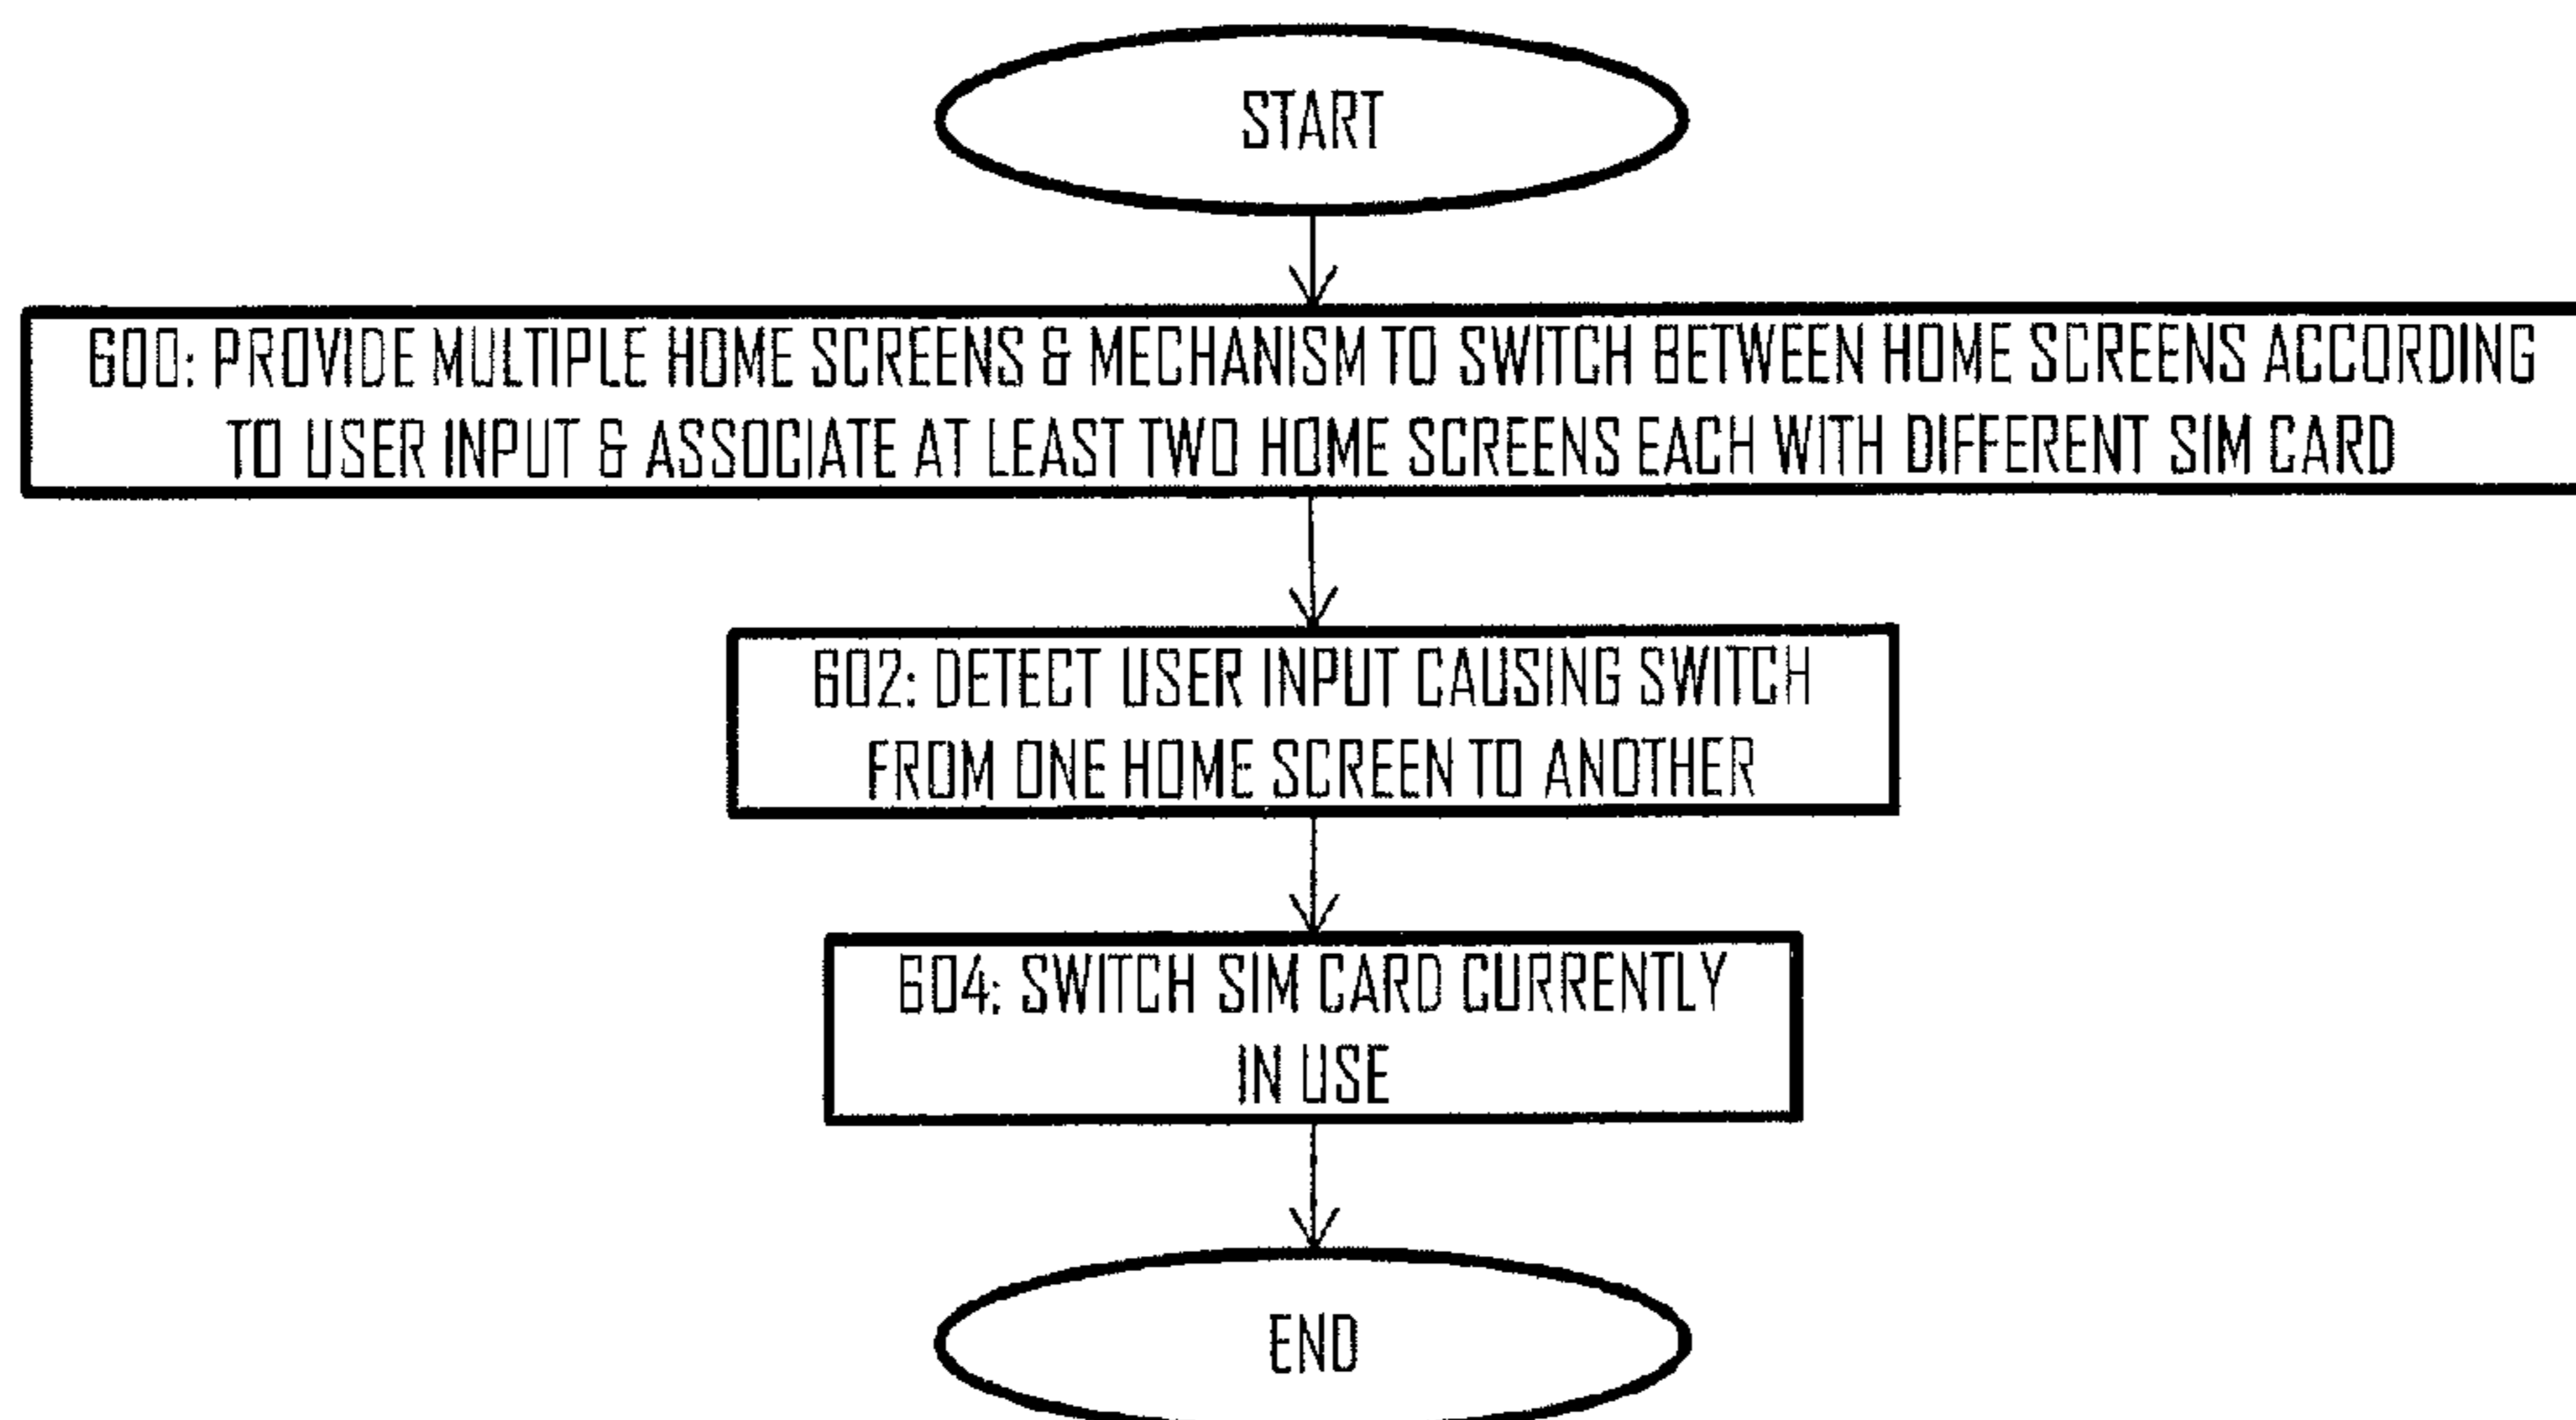 START
600: PROVIDE MULTIPLE HOME SCREENS & MECHANISM TO SWITCH BETWEEN HOME SCREENS ACCORDING
TO USER INPUT & ASSOCIATE AT LEAST TWO HOME SCREENS EACH WITH DIFFERENT SIM CARD
602: DETECT USER INPUT CAUSING SWITCH
FROM ONE HOME SCREEN TO ANOTHER
604: SWITCH SIM CARD CURRENTLY
IN USE
END